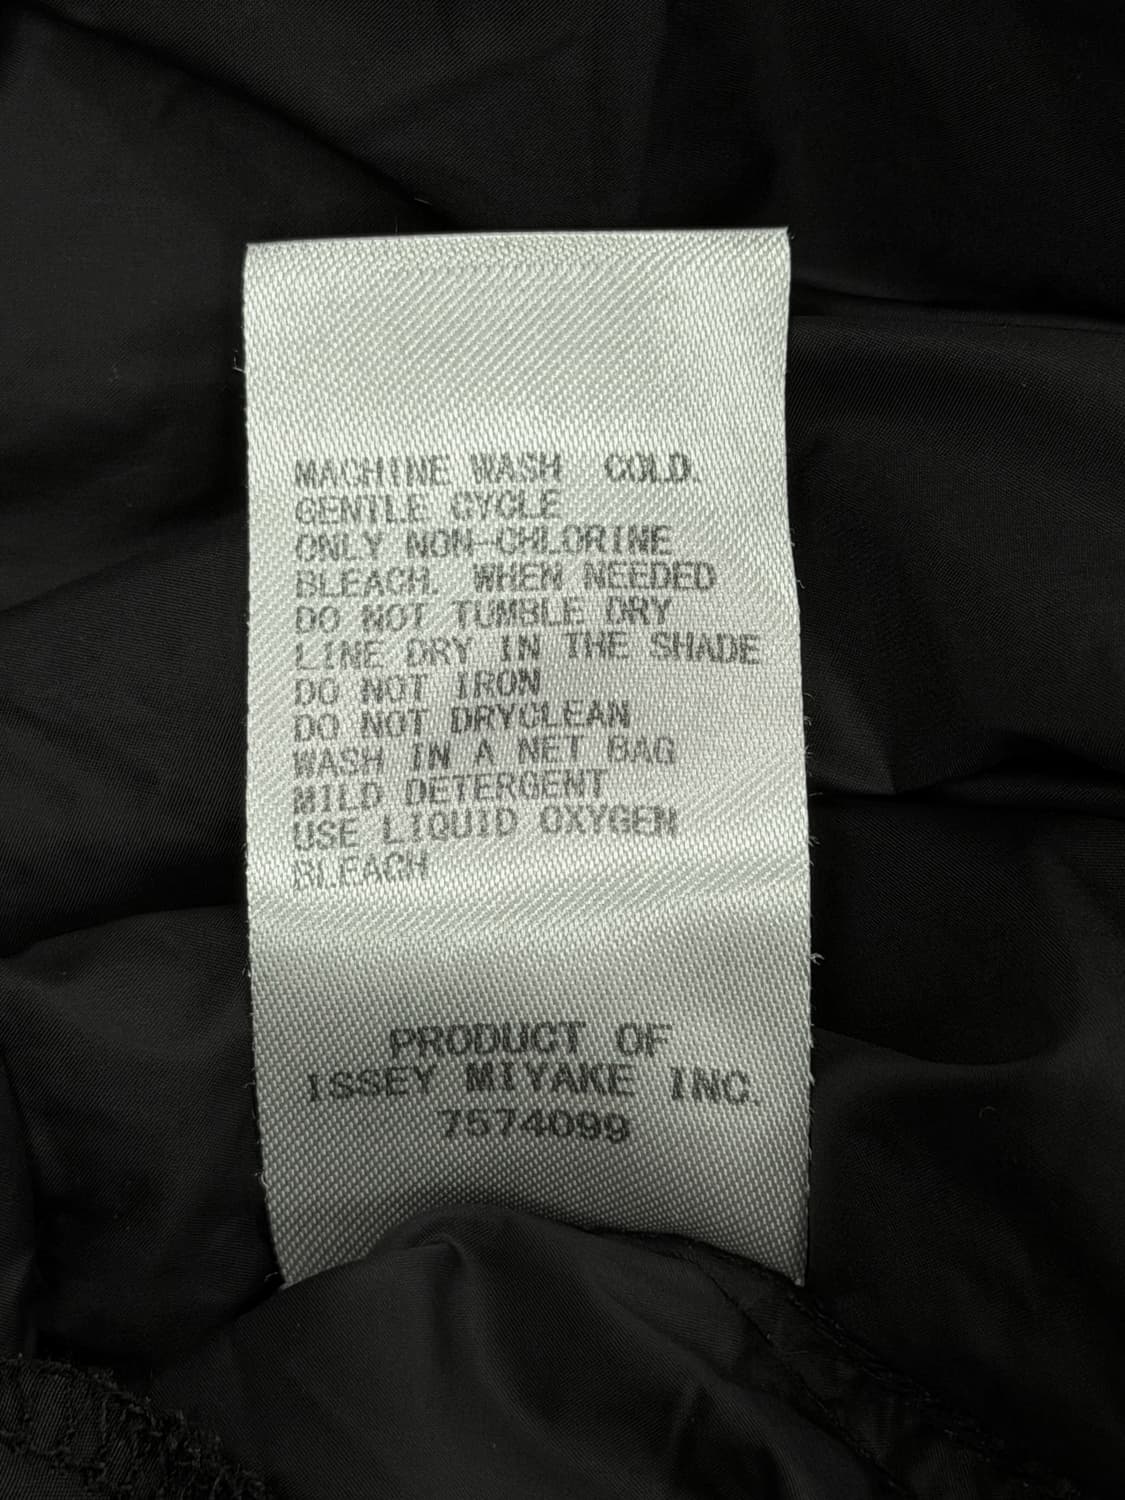 MACHINE WASH COLD.
GENTLE CYCLE
ONLY NON-CHLORINE
BLEACH. WHEN NEEDED
DO NOT TUMBLE DRY
LINE DRY IN THE SHADE
DO NOT IRON
DO NOT DRYCLEAN
WASH IN A NET BAG
MILD DETERGENT
USE LIQUID OXYGEN
BLEACH
PRODUCT OF
ISSEY MIYAKE INC.
7574099